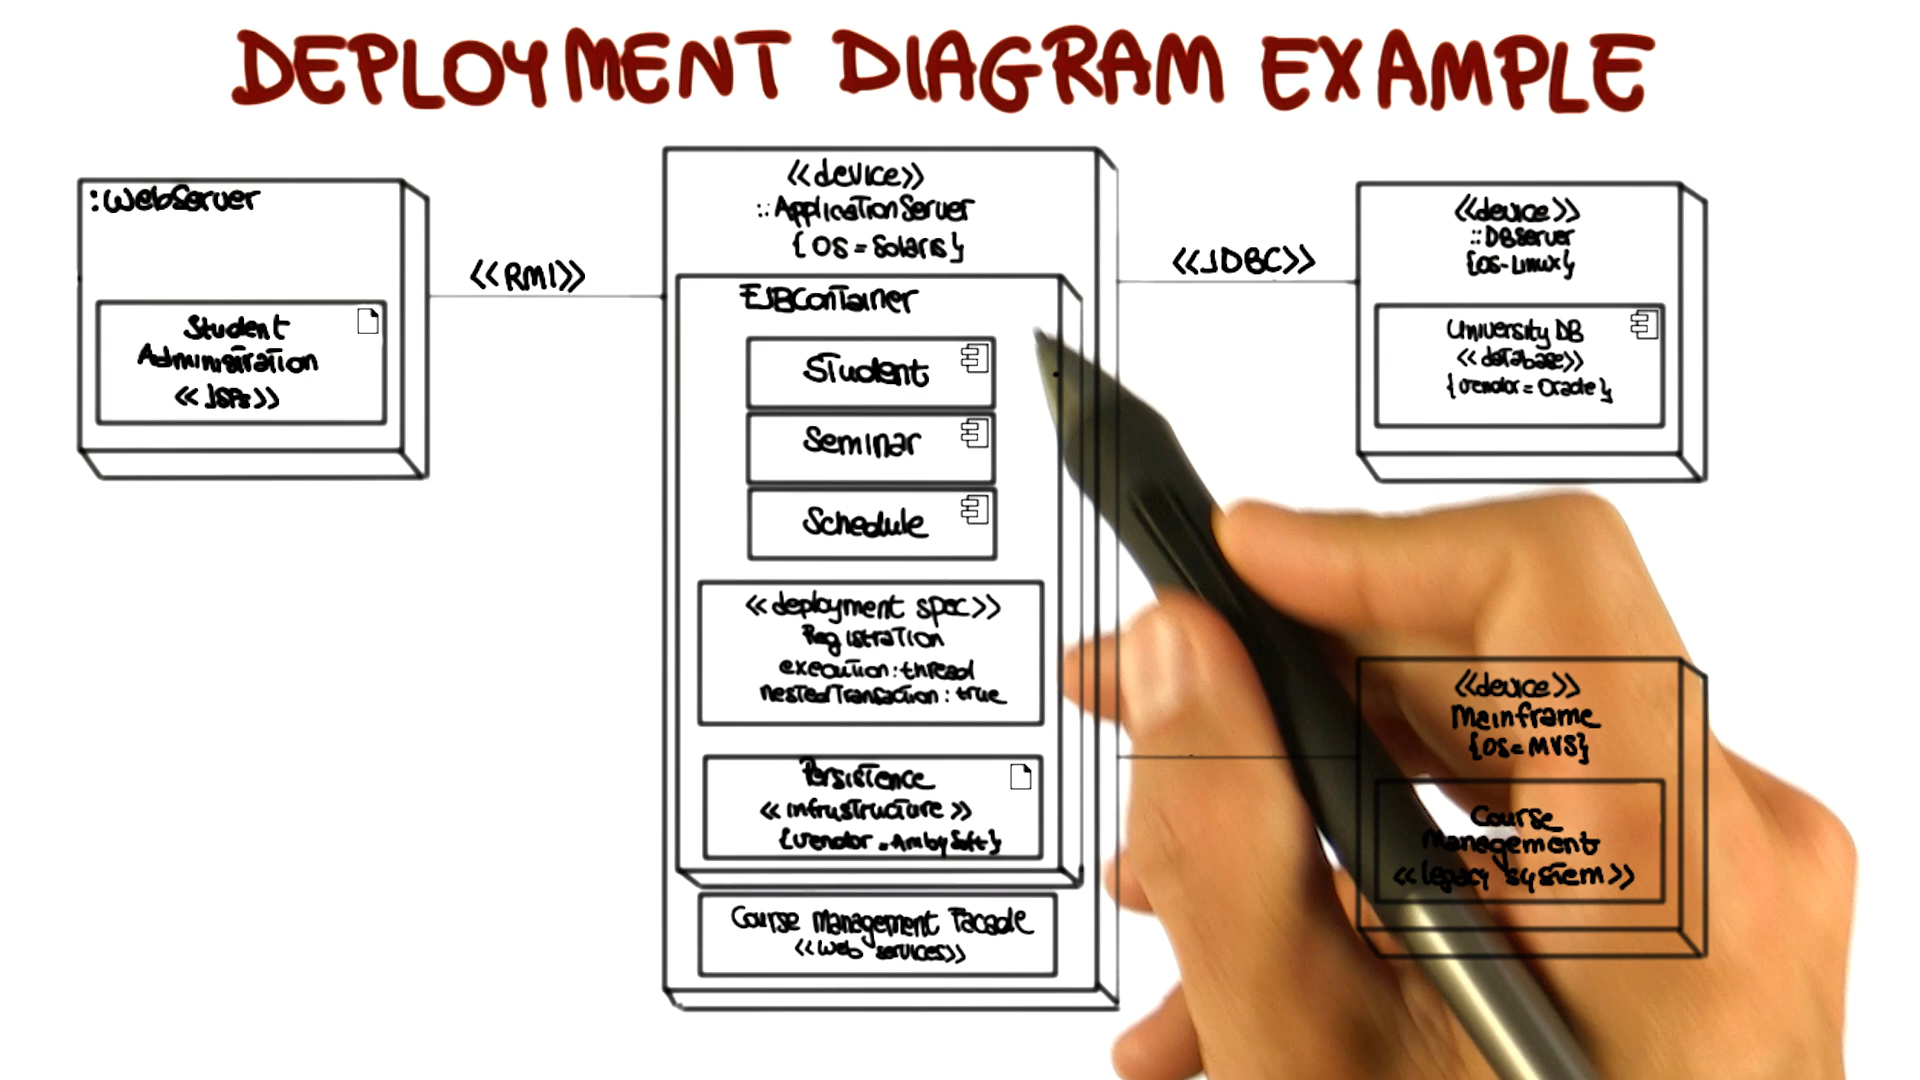 DEPLOYMENT DIAGRAM EXAMPLE
:WebServer
Student
Administration
<<JSPs>>
<<RMI>>
<<device>>
::ApplicationServer
{OS=Solaris}
EJBContainer
Student
Seminar
Schedule
<<deployment spec>>
Registration
execution:thread
nestedTransaction:true
Persistence
<<infrustructure>>
{vendor=AmbySoft}
Course Management Facade
<<web services>>
<<JDBC>>
<<device>>
::DBServer
{OS-Linux}
University DB
<<database>>
{vendor=Oracle}
<<device>>
Meinframe
{OS=MVS}
Course
Management
<<legacy system>>